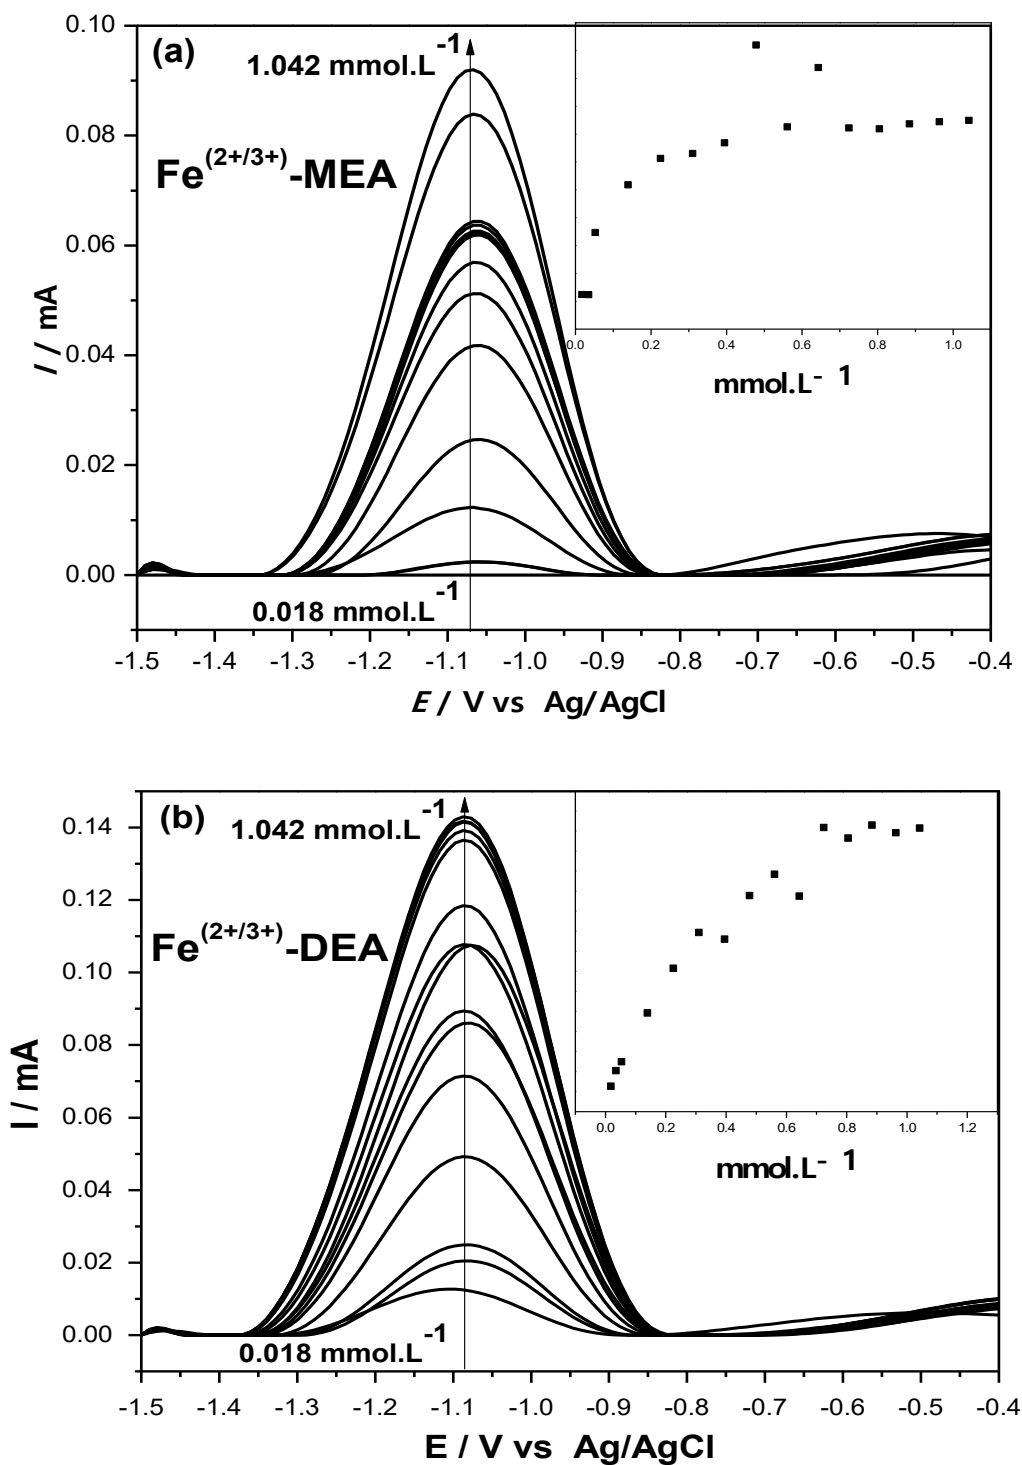 (a)
1.042 mmol.L-1
Fe(2+/3+)-MEA
0.018 mmol.L-1
I / mA
0.10
0.08
0.06
0.04
0.02
0.00
-1.5 -1.4 -1.3 -1.2 -1.1 -1.0 -0.9 -0.8 -0.7 -0.6 -0.5 -0.4
E / V vs Ag/AgCl
0.0 0.2 0.4 0.6 0.8 1.0
mmol.L- 1
(b)
1.042 mmol.L-1
Fe(2+/3+)-DEA
0.018 mmol.L-1
I / mA
0.14
0.12
0.10
0.08
0.06
0.04
0.02
0.00
-1.5 -1.4 -1.3 -1.2 -1.1 -1.0 -0.9 -0.8 -0.7 -0.6 -0.5 -0.4
E / V vs Ag/AgCl
0.0 0.2 0.4 0.6 0.8 1.0 1.2
mmol.L- 1